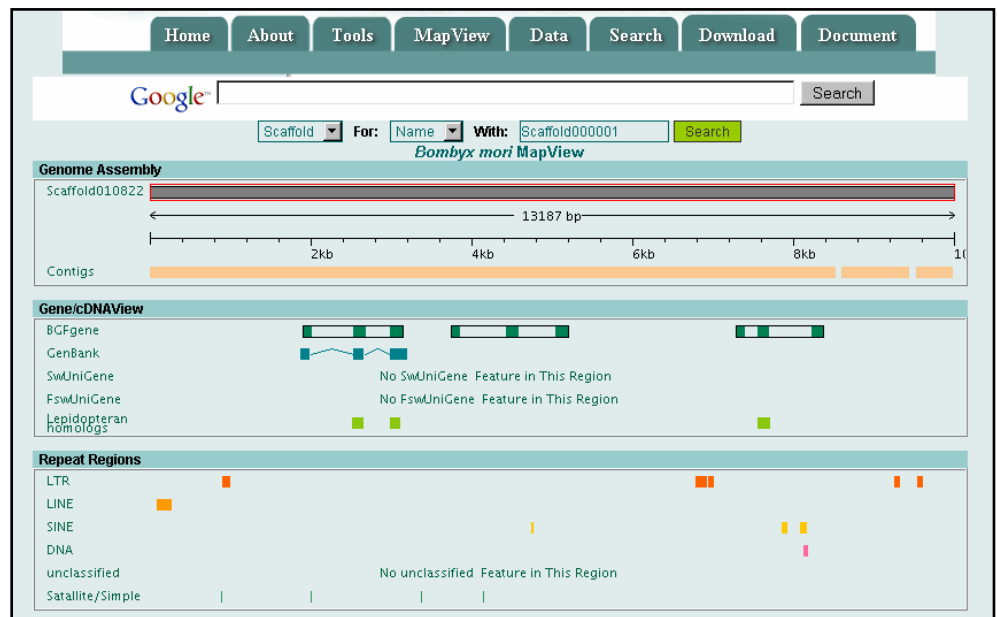 Home About Tools MapView Data Search Download Document
Google Search
Scaffold For: Name With: Scaffold000001 Search
Bombyx mori MapView
Genome Assembly
Scaffold010822
13187 bp
2kb 4kb 6kb 8kb 10
Contigs
Gene/cDNAView
BGFgene
GenBank
SwUniGene No SwUniGene Feature in This Region
FswUniGene No FswUniGene Feature in This Region
Lepidopteran
homologs
Repeat Regions
LTR
LINE
SINE
DNA
unclassified No unclassified Feature in This Region
Satallite/Simple